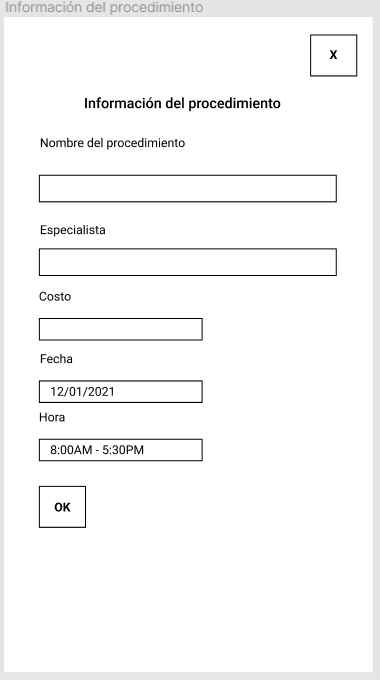 Información del procedimiento
X
Información del procedimiento
Nombre del procedimiento
Especialista
Costo
Fecha
12/01/2021
Hora
8:00AM - 5:30PM
OK